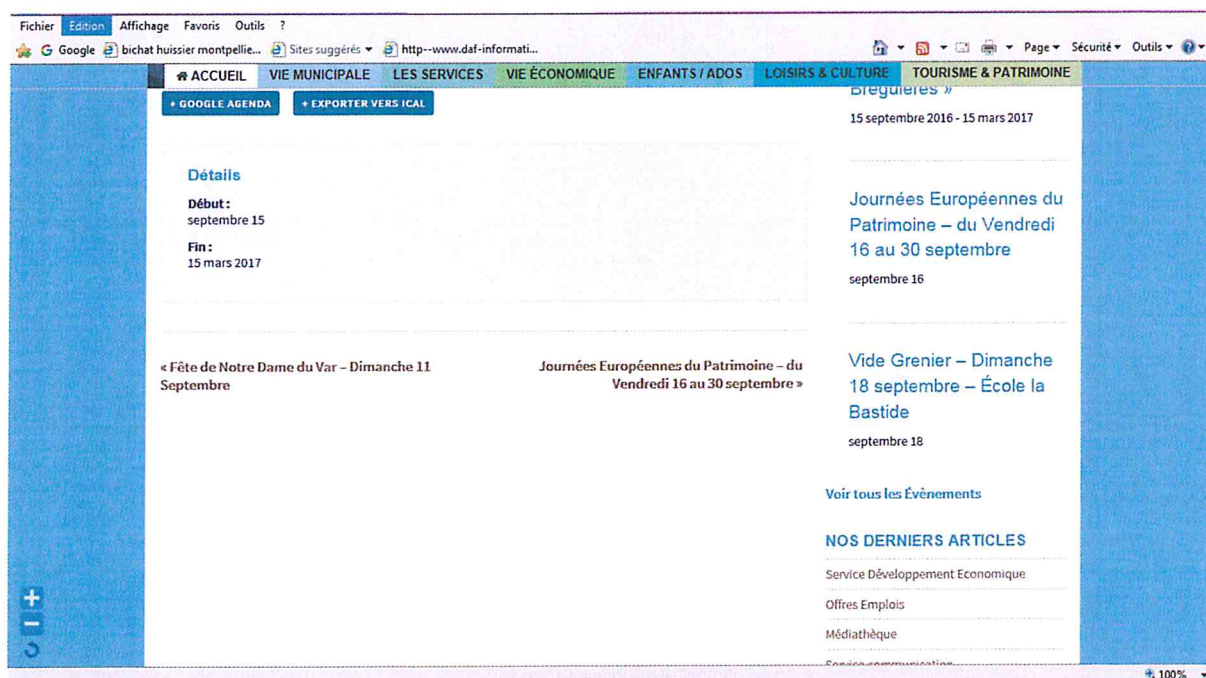 Fichier Edition Affichage Favoris Outils ?
Google bichat huissier montpellie... Sites suggérés http--www.daf-informati... Page Sécurité Outils
ACCUEIL VIE MUNICIPALE LES SERVICES VIE ÉCONOMIQUE ENFANTS / ADOS LOISIRS & CULTURE TOURISME & PATRIMOINE
+ GOOGLE AGENDA + EXPORTER VERS ICAL
Détails
Début :
septembre 15
Fin :
15 mars 2017
« Fête de Notre Dame du Var – Dimanche 11
Septembre
Journées Européennes du Patrimoine – du
Vendredi 16 au 30 septembre »
Breguières »
15 septembre 2016 - 15 mars 2017
Journées Européennes du
Patrimoine – du Vendredi
16 au 30 septembre
septembre 16
Vide Grenier – Dimanche
18 septembre – École la
Bastide
septembre 18
Voir tous les Évènements
NOS DERNIERS ARTICLES
Service Développement Economique
Offres Emplois
Médiathèque
Service communication
100%